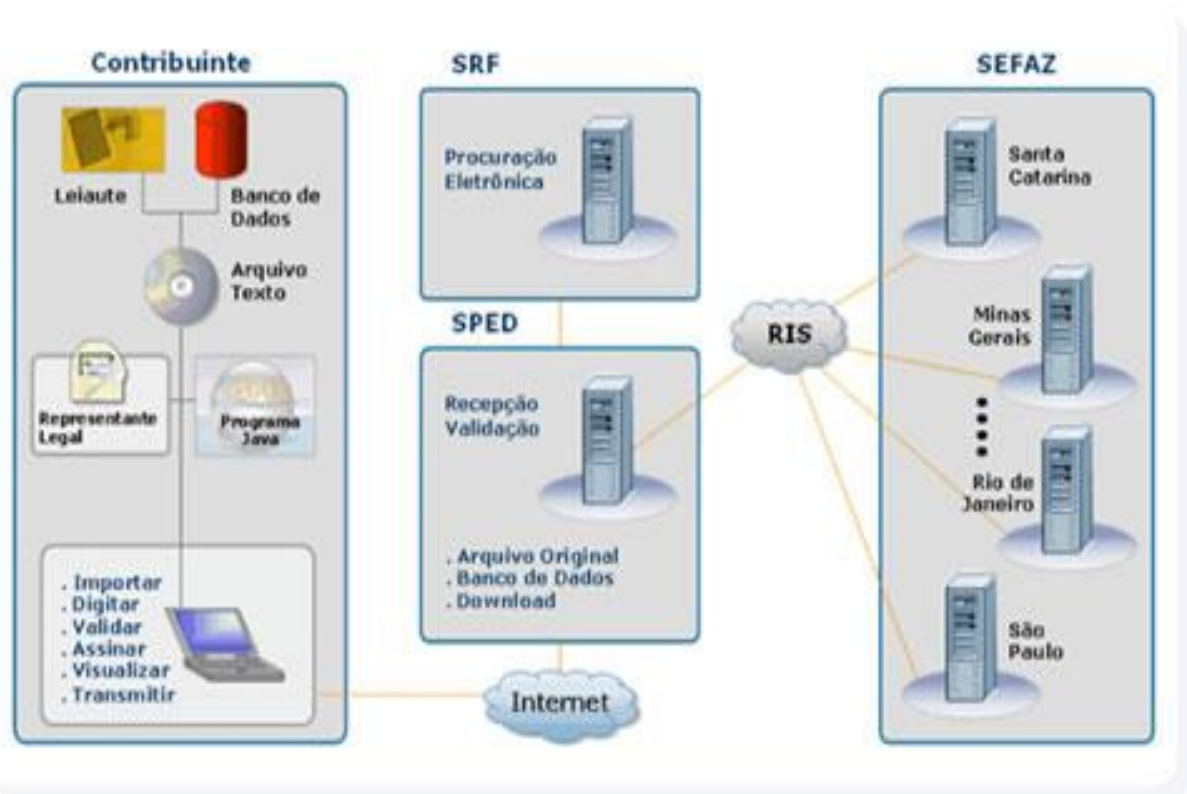 Contribuinte
Leiaute
Banco de
Dados
Arquivo
Texto
Representante
Legal
Programa
Java
. Importar
. Digitar
. Validar
. Assinar
. Visualizar
. Transmitir
SRF
Procuração
Eletrônica
SPED
Recepção
Validação
. Arquivo Original
. Banco de Dados
. Download
Internet
RIS
SEFAZ
Santa
Catarina
Minas
Gerais
Rio de
Janeiro
São
Paulo